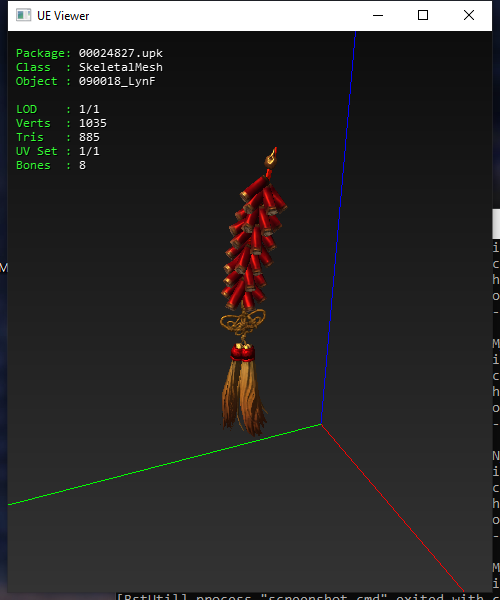 UE Viewer
Package: 00024827.upk
Class  : SkeletalMesh
Object : 090018_LynF
LOD    : 1/1
Verts  : 1035
Tris   : 885
UV Set : 1/1
Bones  : 8
[BstUtil] process "screenshot.cmd" exited with c